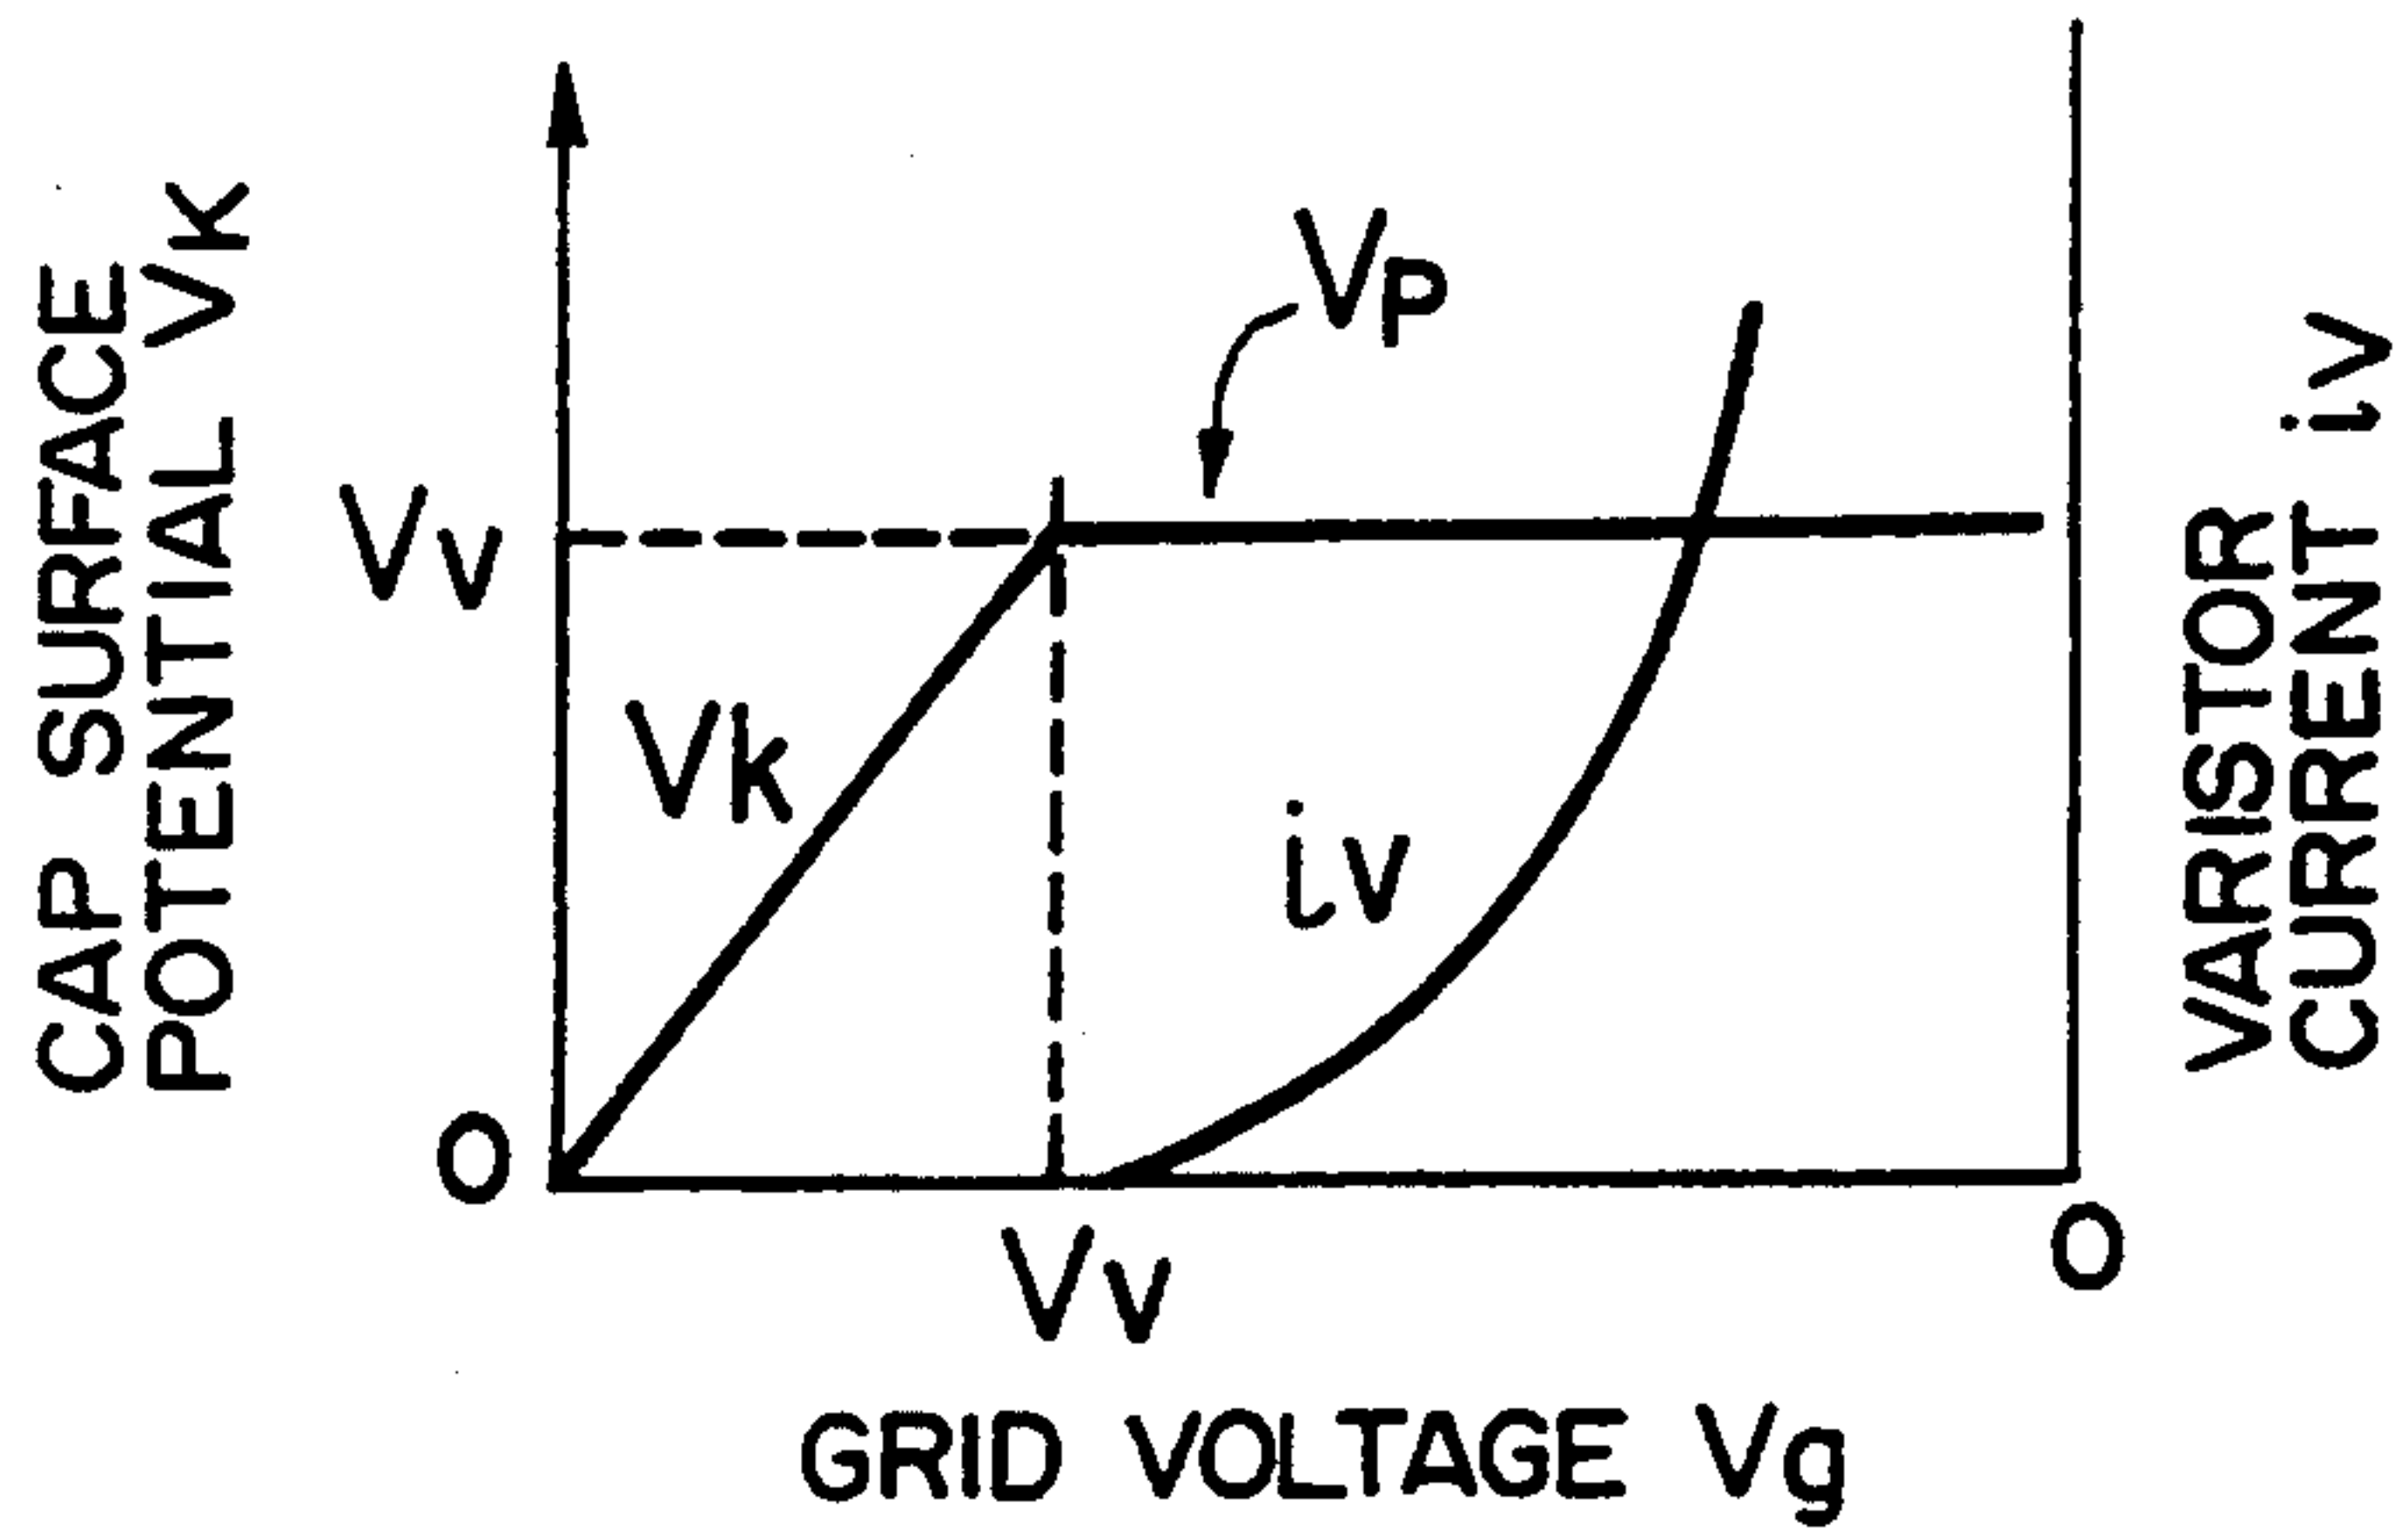 CAP SURFACE
POTENTIAL VK
Vv
VP
Vk
iv
VARISTOR
CURRENT iv
O
O
Vv
GRID VOLTAGE Vg